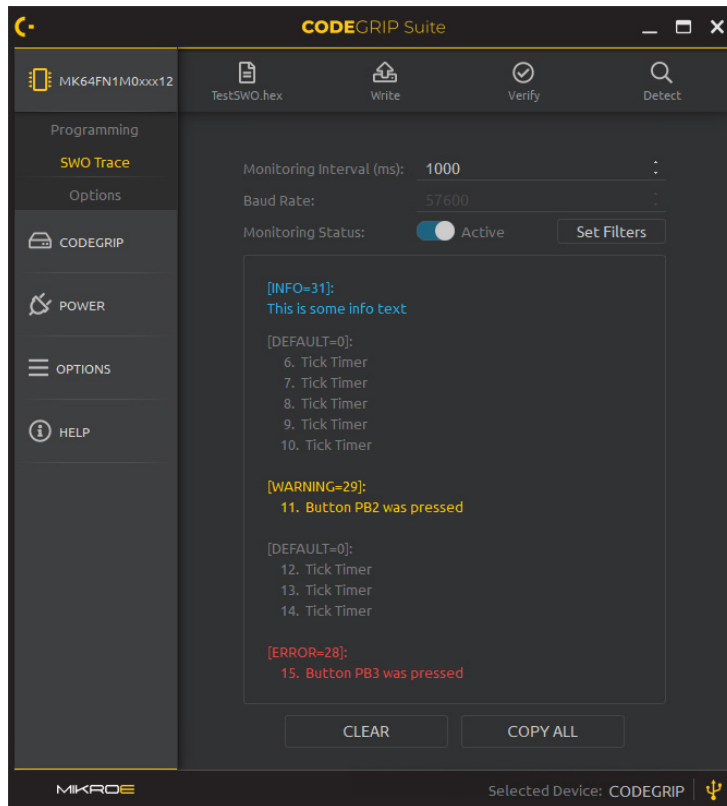 CODEGRIP Suite
MK64FN1M0xxx12
TestSWO.hex
Write
Verify
Detect
Programming
SWO Trace
Options
CODEGRIP
POWER
OPTIONS
HELP
Monitoring Interval (ms): 1000
Baud Rate: 57600
Monitoring Status: Active Set Filters
[INFO=31]:
This is some info text
[DEFAULT=0]:
6. Tick Timer
7. Tick Timer
8. Tick Timer
9. Tick Timer
10. Tick Timer
[WARNING=29]:
11. Button PB2 was pressed
[DEFAULT=0]:
12. Tick Timer
13. Tick Timer
14. Tick Timer
[ERROR=28]:
15. Button PB3 was pressed
CLEAR COPY ALL
MIKROE
Selected Device: CODEGRIP